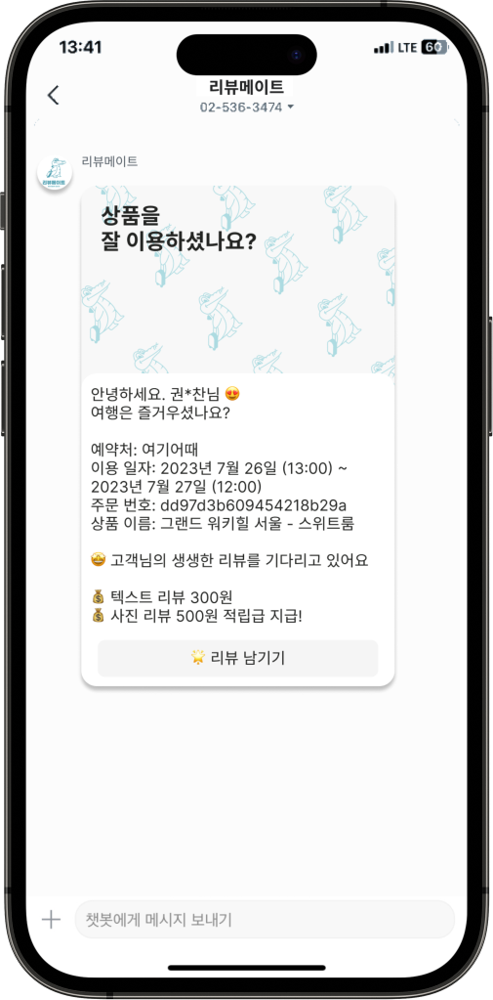 13:41
LTE
60
리뷰메이트
02-536-3474
리뷰메이트
리뷰메이트
상품을
잘 이용하셨나요?
안녕하세요. 권*찬님 😍
여행은 즐거우셨나요?
예약처: 여기어때
이용 일자: 2023년 7월 26일 (13:00) ~
2023년 7월 27일 (12:00)
주문 번호: dd97d3b609454218b29a
상품 이름: 그랜드 워키힐 서울 - 스위트룸
🤩 고객님의 생생한 리뷰를 기다리고 있어요
💰 텍스트 리뷰 300원
💰 사진 리뷰 500원 적립급 지급!
🌟 리뷰 남기기
챗봇에게 메시지 보내기